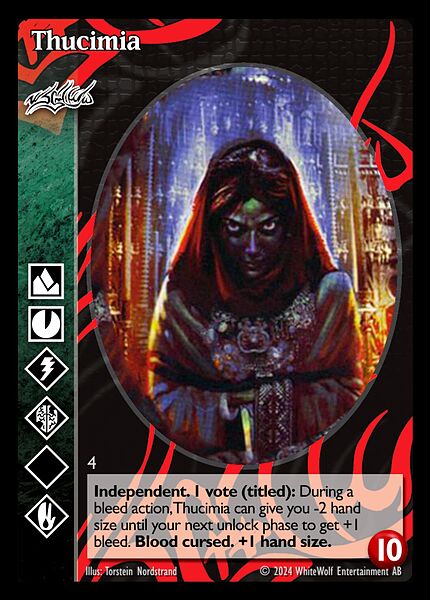 Thucimia
4
Independent. 1 vote (titled): During a
bleed action,Thucimia can give you -2 hand
size until your next unlock phase to get +1
bleed. Blood cursed. +1 hand size.
10
Illus: Torstein Nordstrand
© 2024 WhiteWolf Entertainment AB